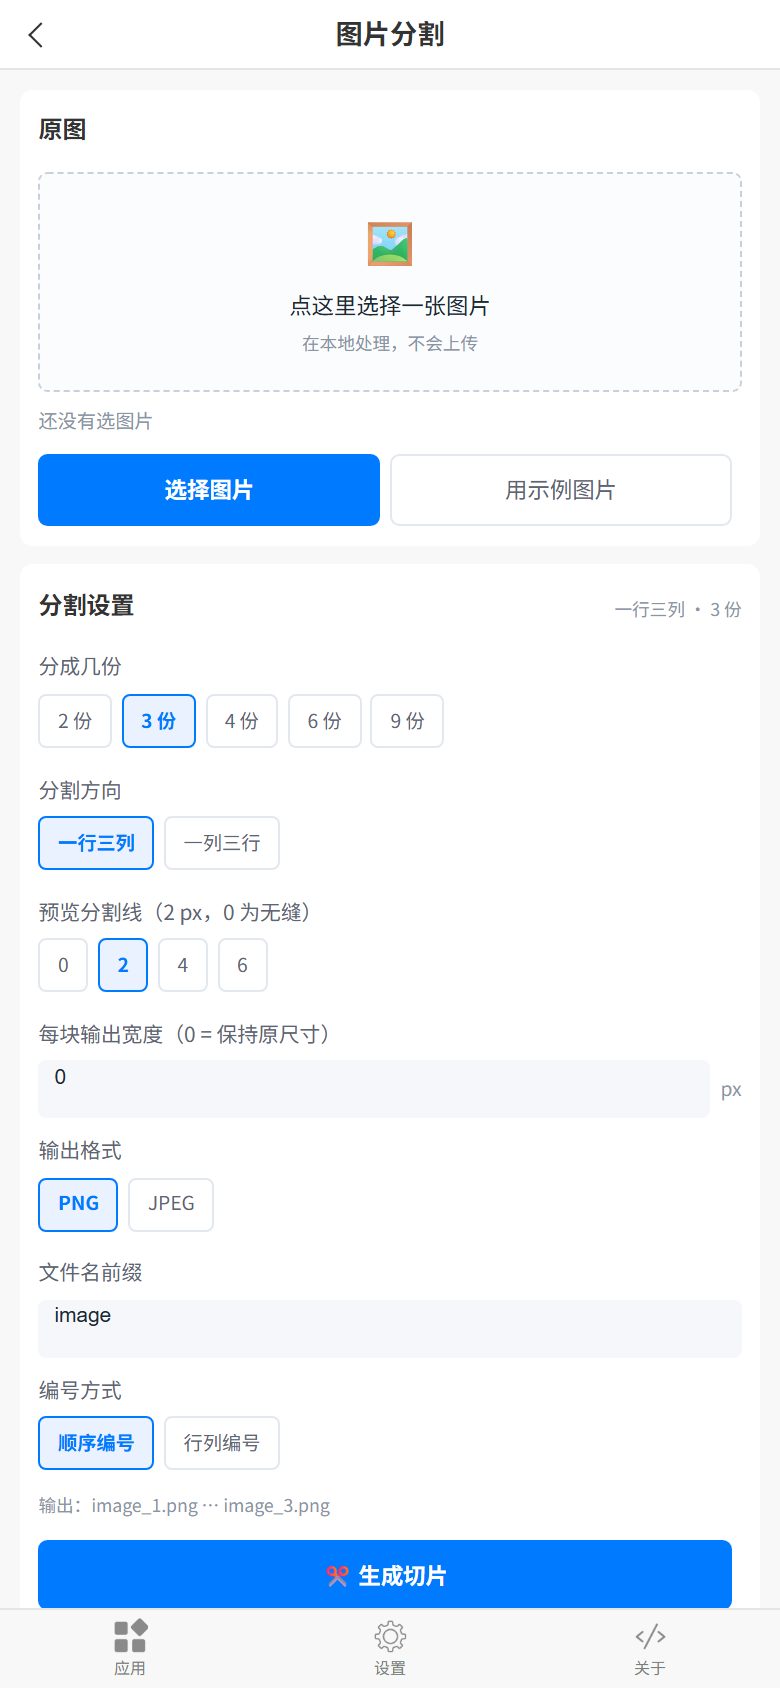 图片分割
原图
点这里选择一张图片
在本地处理，不会上传
还没有选图片
选择图片 用示例图片
分割设置 一行三列 · 3 份
分成几份
2 份 3 份 4 份 6 份 9 份
分割方向
一行三列 一列三行
预览分割线（2 px，0 为无缝）
0 2 4 6
每块输出宽度（0 = 保持原尺寸）
0 px
输出格式
PNG JPEG
文件名前缀
image
编号方式
顺序编号 行列编号
输出：image_1.png … image_3.png
生成切片
应用 设置 关于